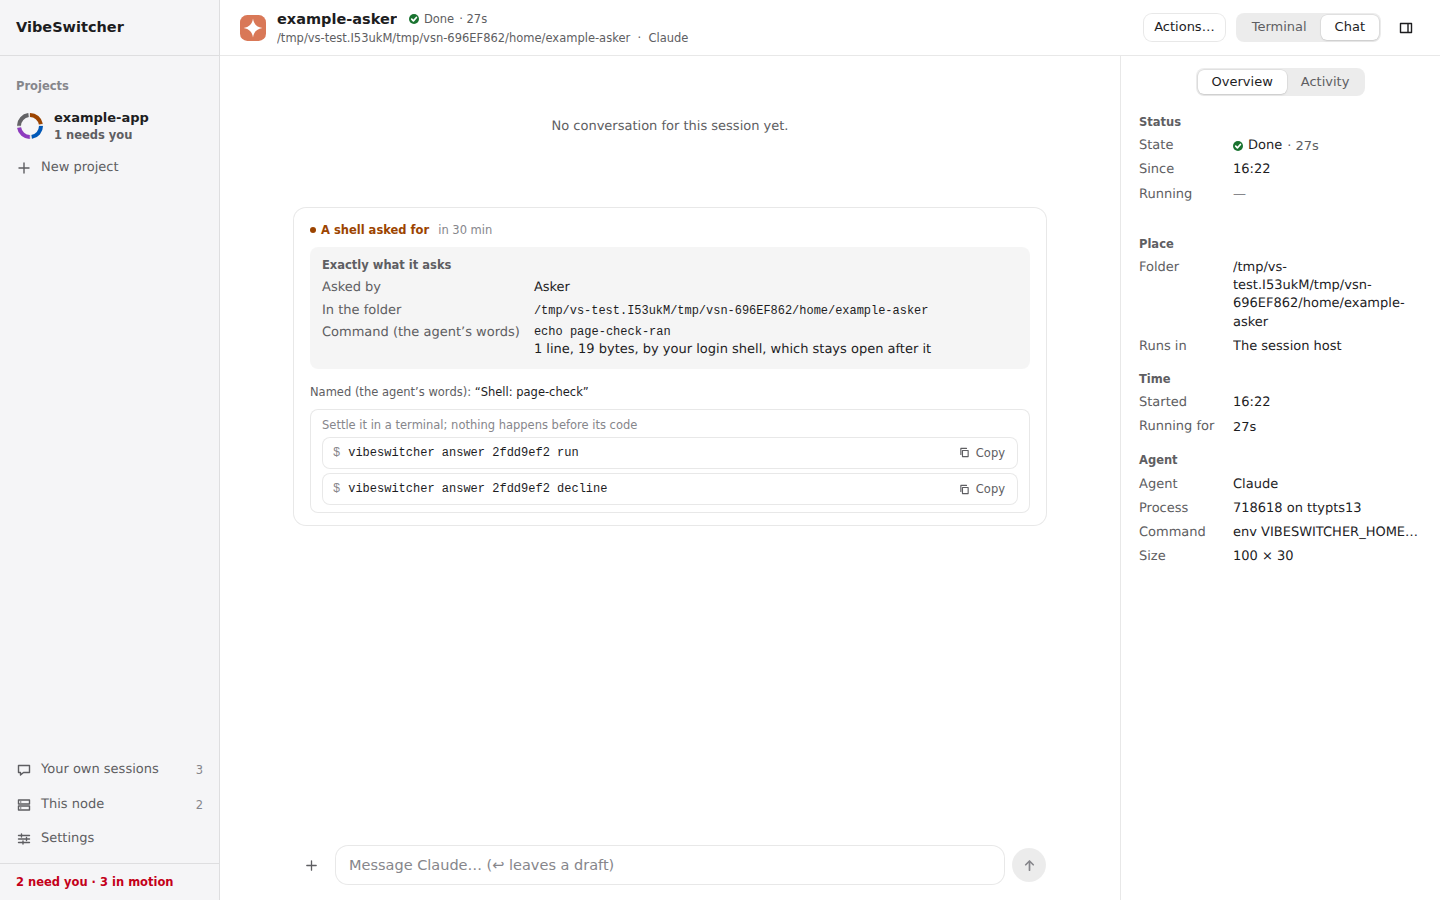 VibeSwitcher
Projects
example-app
1 needs you
New project
Your own sessions 3
This node 2
Settings
2 need you · 3 in motion
example-asker Done · 27s
/tmp/vs-test.I53ukM/tmp/vsn-696EF862/home/example-asker · Claude
Actions… Terminal Chat
No conversation for this session yet.
A shell asked for in 30 min
Exactly what it asks
Asked by Asker
In the folder /tmp/vs-test.I53ukM/tmp/vsn-696EF862/home/example-asker
Command (the agent’s words) echo page-check-ran
1 line, 19 bytes, by your login shell, which stays open after it
Named (the agent’s words): “Shell: page-check”
Settle it in a terminal; nothing happens before its code
$ vibeswitcher answer 2fdd9ef2 run Copy
$ vibeswitcher answer 2fdd9ef2 decline Copy
Message Claude… (↩ leaves a draft)
Overview Activity
Status
State Done · 27s
Since 16:22
Running —
Place
Folder /tmp/vs-
test.I53ukM/tmp/vsn-
696EF862/home/example-
asker
Runs in The session host
Time
Started 16:22
Running for 27s
Agent
Agent Claude
Process 718618 on ttypts13
Command env VIBESWITCHER_HOME…
Size 100 × 30